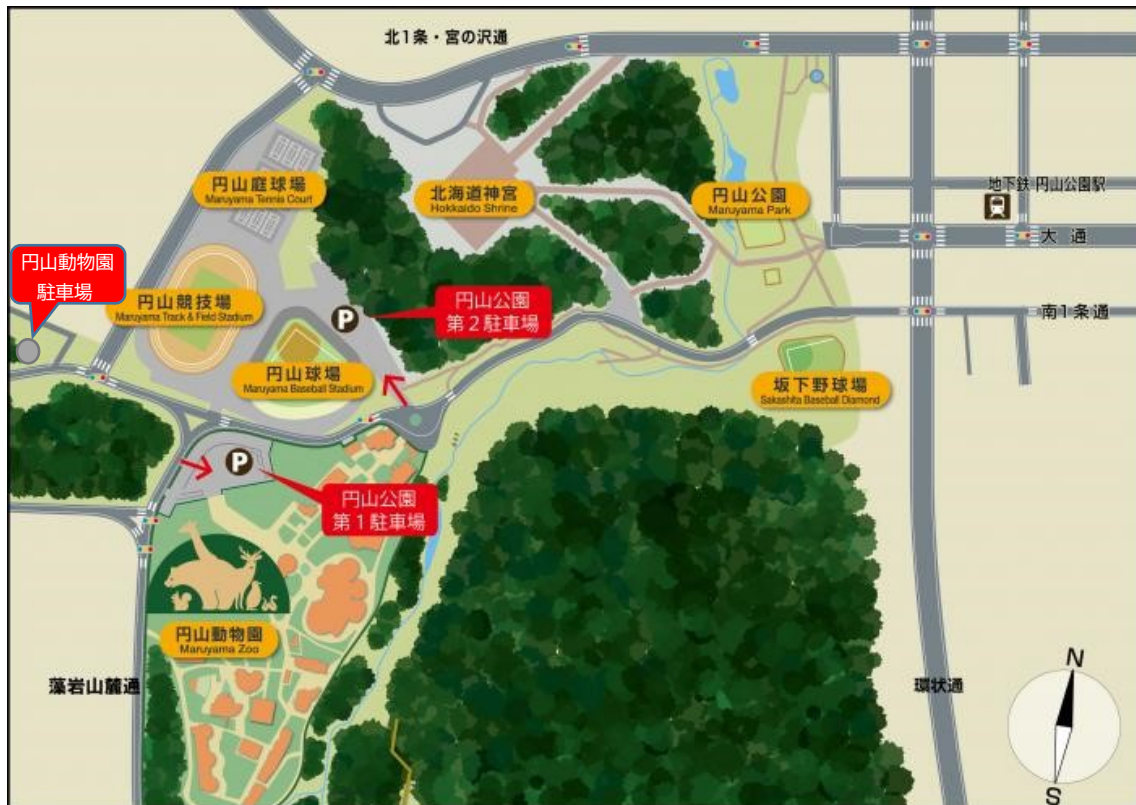 北1条・宮の沢通
円山庭球場
Maruyama Tennis Court
北海道神宮
Hokkaido Shrine
円山公園
Maruyama Park
地下鉄 円山公園駅
大 通
円山動物園
駐車場
円山競技場
Maruyama Track & Field Stadium
P
円山公園
第2駐車場
南1条通
円山球場
Maruyama Baseball Stadium
坂下野球場
Sakashita Baseball Diamond
P
円山公園
第1駐車場
円山動物園
Maruyama Zoo
藻岩山麓通
環状通
N
S